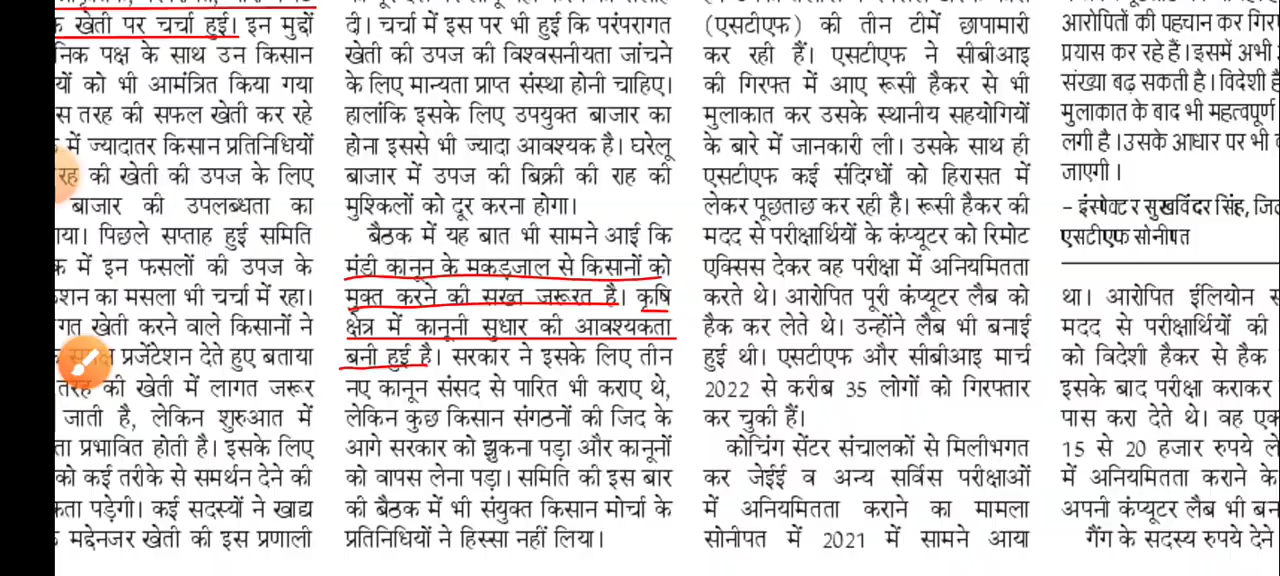 खेती पर चर्चा हुई। इन मुद्दों
निक पक्ष के साथ उन किसान
यों को भी आमंत्रित किया गया
स तरह की सफल खेती कर रहे
में ज्यादातर किसान प्रतिनिधियों
रह की खेती की उपज के लिए
बाजार की उपलब्धता का
गया। पिछले सप्ताह हुई समिति
क में इन फसलों की उपज के
शन का मसला भी चर्चा में रहा।
गत खेती करने वाले किसानों ने
प्रजेंटेशन देते हुए बताया
तरह की खेती में लागत जरूर
जाती है, लेकिन शुरुआत में
ता प्रभावित होती है। इसके लिए
को कई तरीके से समर्थन देने की
कता पड़ेगी। कई सदस्यों ने खाद्य
मद्देनजर खेती की इस प्रणाली
दी। चर्चा में इस पर भी हुई कि परंपरागत
खेती की उपज की विश्वसनीयता जांचने
के लिए मान्यता प्राप्त संस्था होनी चाहिए।
हालांकि इसके लिए उपयुक्त बाजार का
होना इससे भी ज्यादा आवश्यक है। घरेलू
बाजार में उपज की बिक्री की राह की
मुश्किलों को दूर करना होगा।
बैठक में यह बात भी सामने आई कि
मंडी कानून के मकड़जाल से किसानों को
मुक्त करने की सख्त जरूरत है। कृषि
क्षेत्र में कानूनी सुधार की आवश्यकता
बनी हुई है। सरकार ने इसके लिए तीन
नए कानून संसद से पारित भी कराए थे,
लेकिन कुछ किसान संगठनों की जिद के
आगे सरकार को झुकना पड़ा और कानूनों
को वापस लेना पड़ा। समिति की इस बार
की बैठक में भी संयुक्त किसान मोर्चा के
प्रतिनिधियों ने हिस्सा नहीं लिया।
(एसटीएफ) की तीन टीमें छापामारी
कर रही हैं। एसटीएफ ने सीबीआइ
की गिरफ्त में आए रूसी हैकर से भी
मुलाकात कर उसके स्थानीय सहयोगियों
के बारे में जानकारी ली। उसके साथ ही
एसटीएफ कई संदिग्धों को हिरासत में
लेकर पूछताछ कर रही है। रूसी हैकर की
मदद से परीक्षार्थियों के कंप्यूटर को रिमोट
एक्सिस देकर वह परीक्षा में अनियमितता
करते थे। आरोपित पूरी कंप्यूटर लैब को
हैक कर लेते थे। उन्होंने लैब भी बनाई
हुई थी। एसटीएफ और सीबीआइ मार्च
2022 से करीब 35 लोगों को गिरफ्तार
कर चुकी हैं।
कोचिंग सेंटर संचालकों से मिलीभगत
कर जेईई व अन्य सर्विस परीक्षाओं
में अनियमितता कराने का मामला
सोनीपत में 2021 में सामने आया
आरोपितों की पहचान कर गिर
प्रयास कर रहे हैं। इसमें अभी
संख्या बढ़ सकती है। विदेशी है
मुलाकात के बाद भी महत्वपूर्ण
लगी है। उसके आधार पर भी
जाएगी।
- इंस्पेक्टर सुखविंदर सिंह, जि
एसटीएफ सोनीपत
था। आरोपित ईलियोन स
मदद से परीक्षार्थियों की
को विदेशी हैकर से हैक
इसके बाद परीक्षा कराकर
पास करा देते थे। वह एक
15 से 20 हजार रुपये ले
में अनियमितता कराने के
अपनी कंप्यूटर लैब भी बन
गैंग के सदस्य रुपये देने